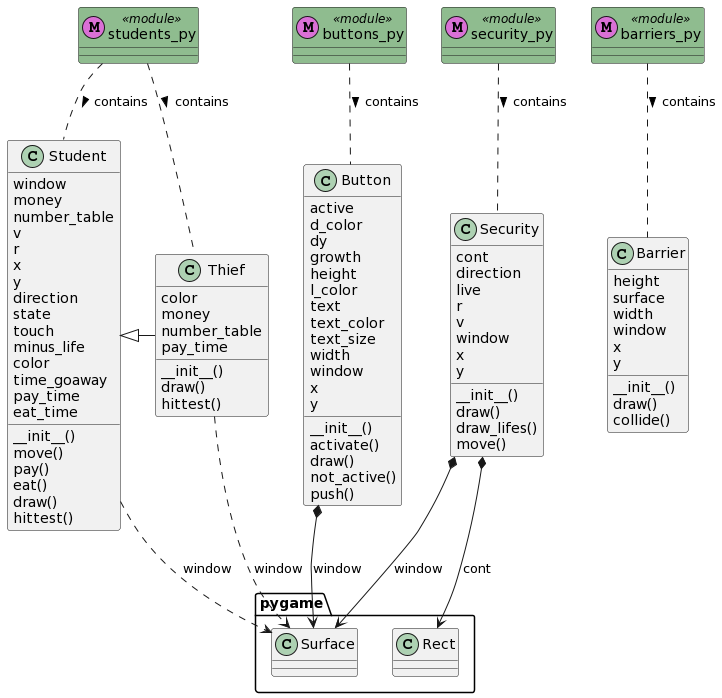 M «module»
students_py
M «module»
buttons_py
M «module»
security_py
M «module»
barriers_py
contains
contains
contains
contains
contains
C Student
window
money
number_table
v
r
x
y
direction
state
touch
minus_life
color
time_goaway
pay_time
eat_time
__init__()
move()
pay()
eat()
draw()
hittest()
C Thief
color
money
number_table
pay_time
__init__()
draw()
hittest()
C Button
active
d_color
dy
growth
height
l_color
text
text_color
text_size
width
window
x
y
__init__()
activate()
draw()
not_active()
push()
C Security
cont
direction
live
r
v
window
x
y
__init__()
draw()
draw_lifes()
move()
C Barrier
height
surface
width
window
x
y
__init__()
draw()
collide()
window
window
window
window
cont
pygame
C Surface
C Rect